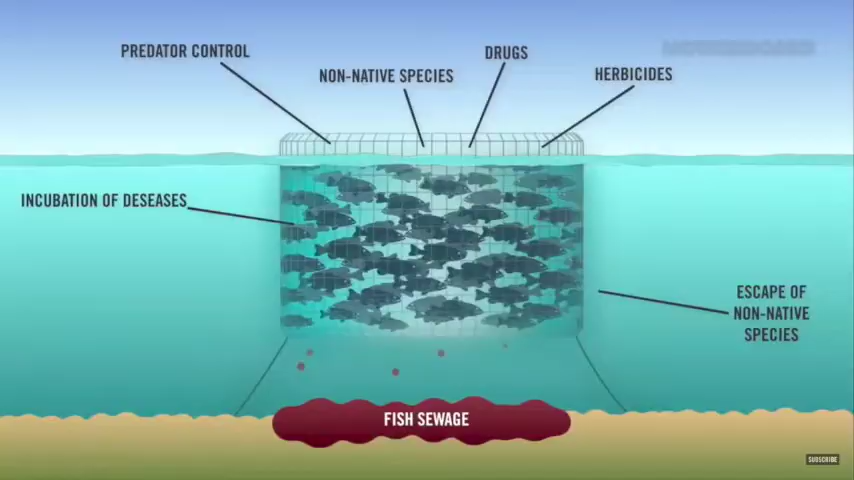 PREDATOR CONTROL
NON-NATIVE SPECIES
DRUGS
HERBICIDES
INCUBATION OF DESEASES
ESCAPE OF
NON-NATIVE
SPECIES
FISH SEWAGE
SUBSCRIBE